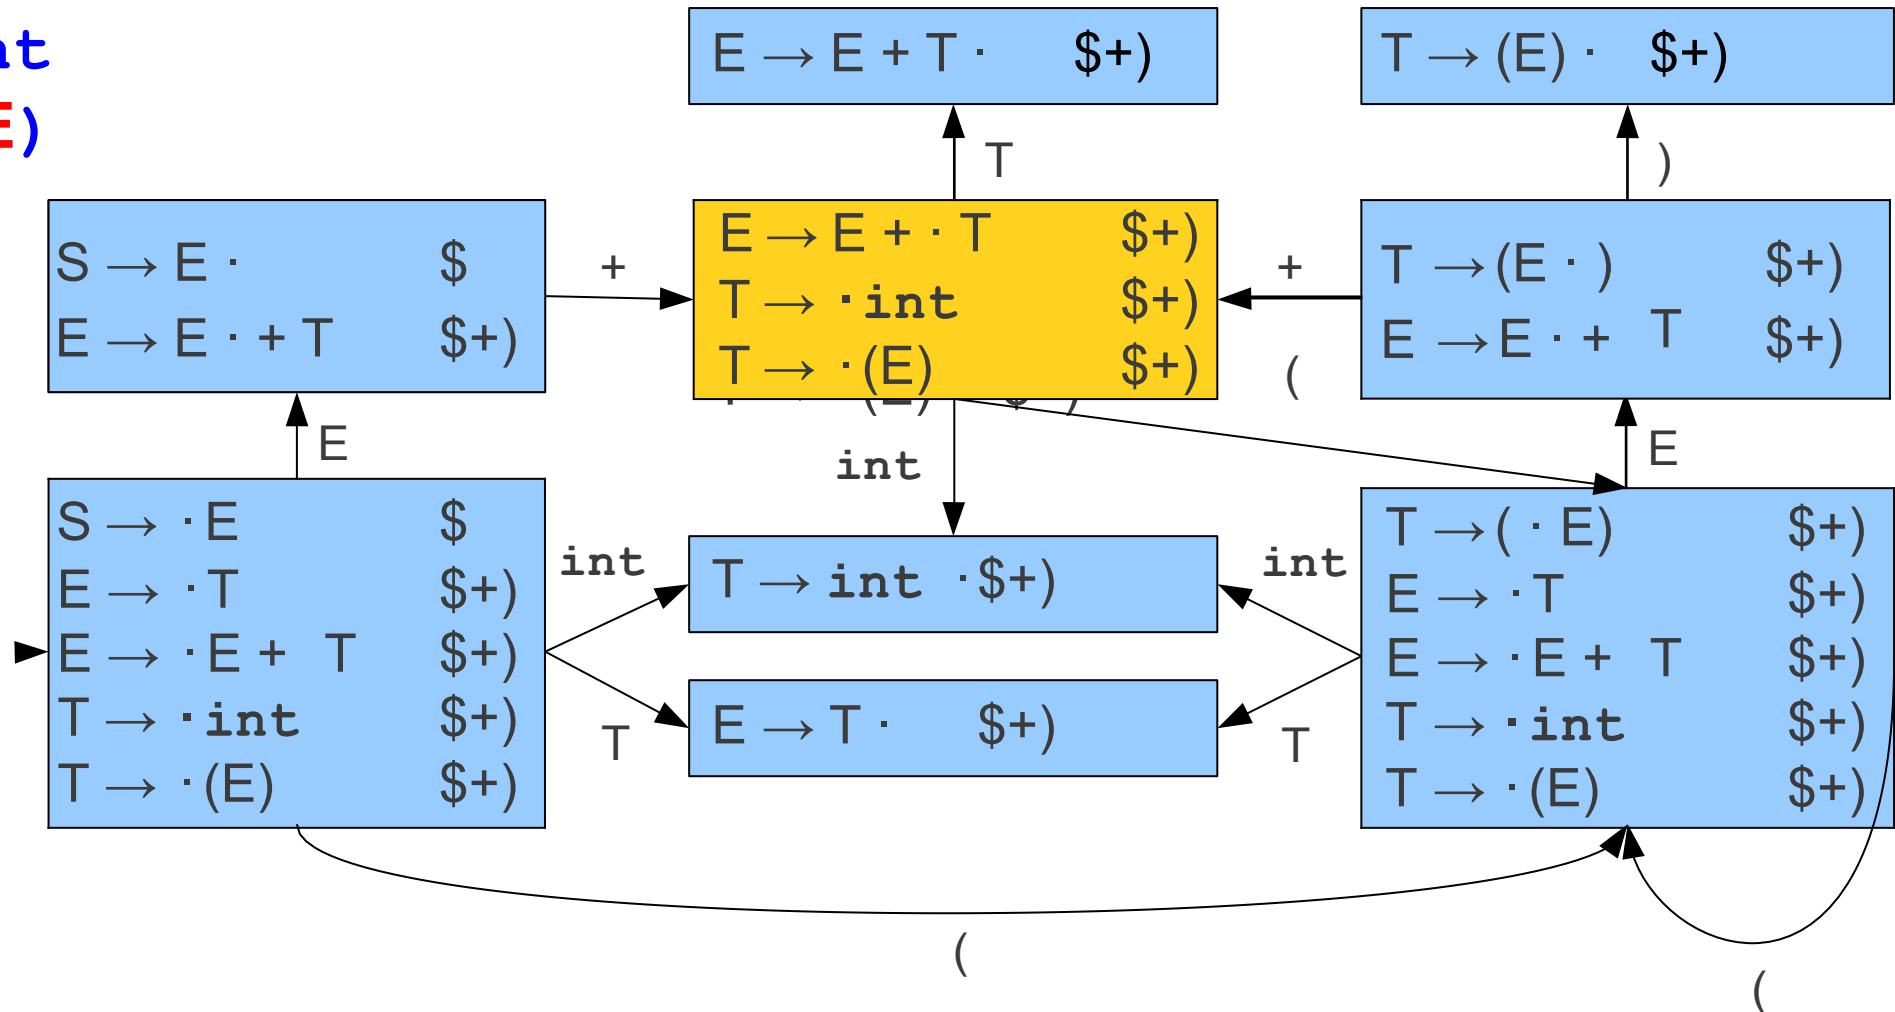 nt
E)
E → E + T · $+)
T → (E) · $+)
T
)
S → E · $
E → E · + T $+)
+
E → E + · T $+)
T → · int $+)
T → · (E) $+)
+
(
T → (E · ) $+)
E → E · + T $+)
E
int
E
S → · E $
E → · T $+)
E → · E + T $+)
T → · int $+)
T → · (E) $+)
int
T
T → int · $+)
E → T · $+)
int
T
T → ( · E) $+)
E → · T $+)
E → · E + T $+)
T → · int $+)
T → · (E) $+)
(
(